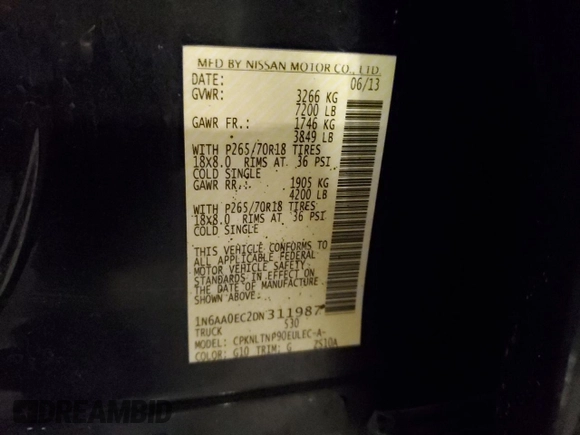 MFD BY NISSAN MOTOR CO., LTD.
DATE: 06/13
GVWR: 3266 KG
7200 LB
GAWR FR.: 1746 KG
3849 LB
WITH P265/70R18 TIRES
18x8.0 RIMS AT 36 PSI
COLD SINGLE
GAWR RR.: 1905 KG
4200 LB
WITH P265/70R18 TIRES
18x8.0 RIMS AT 36 PSI
COLD SINGLE
THIS VEHICLE CONFORMS TO
ALL APPLICABLE FEDERAL
MOTOR VEHICLE SAFETY
STANDARDS IN EFFECT ON
THE DATE OF MANUFACTURE
SHOWN ABOVE.
1N6AA0EC2DN311987
TRUCK 530
MODEL: CPKNLTNP90EULEC-A-
COLOR: G10 TRIM: G ZS10A
DREAMBID